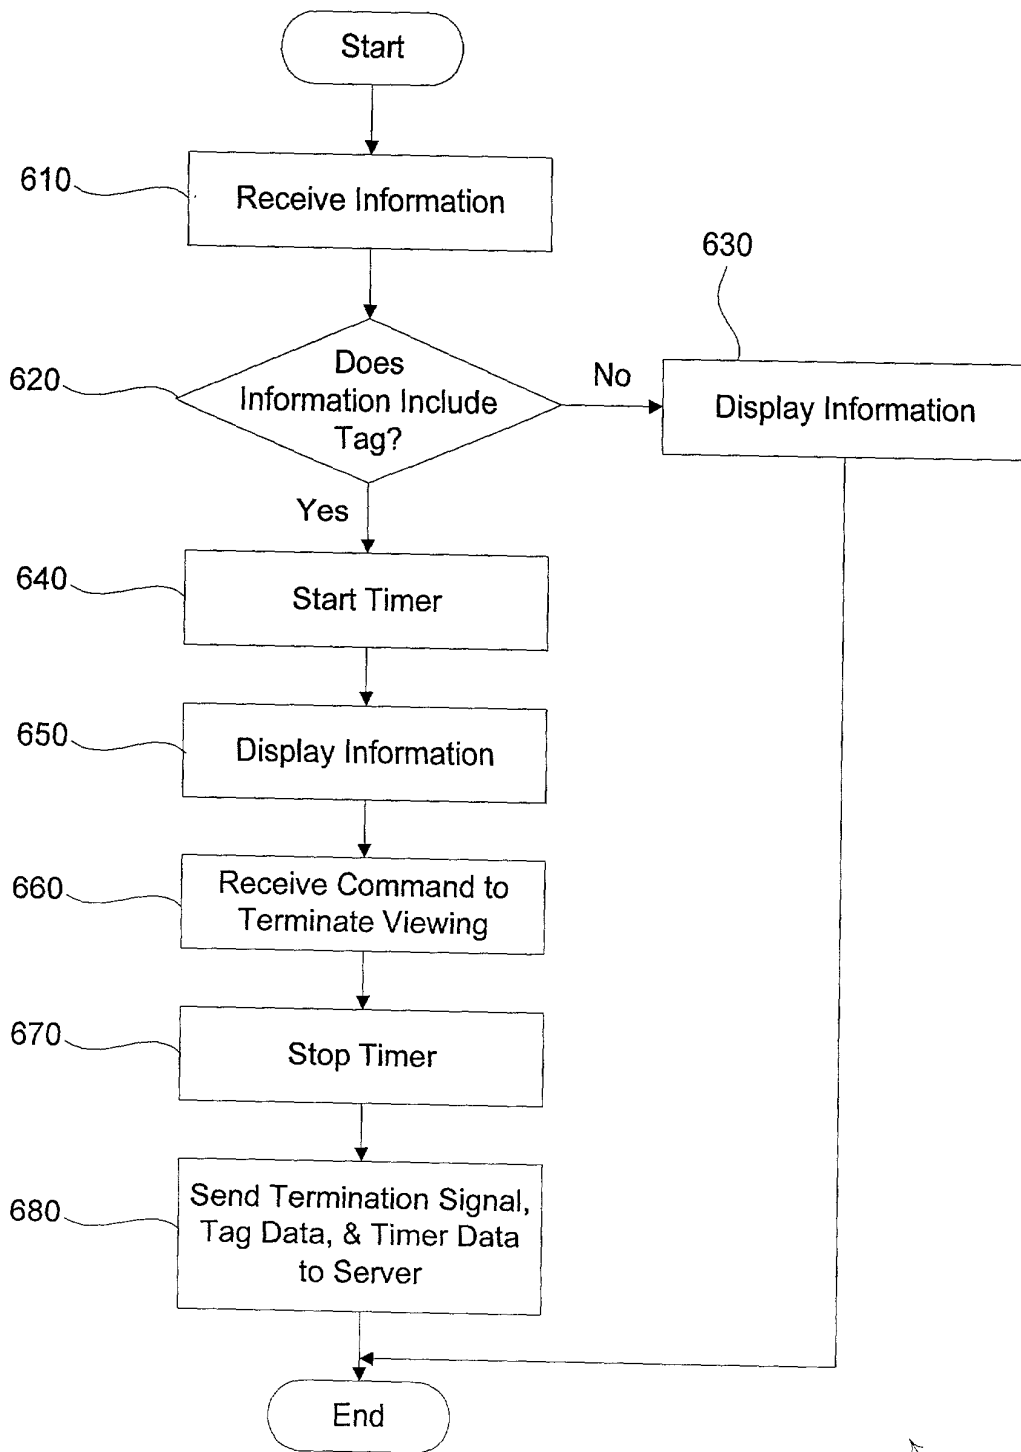 Start
610
Receive Information
630
620
Does
Information Include
Tag?
No
Display Information
Yes
640
Start Timer
650
Display Information
660
Receive Command to
Terminate Viewing
670
Stop Timer
680
Send Termination Signal,
Tag Data, & Timer Data
to Server
End